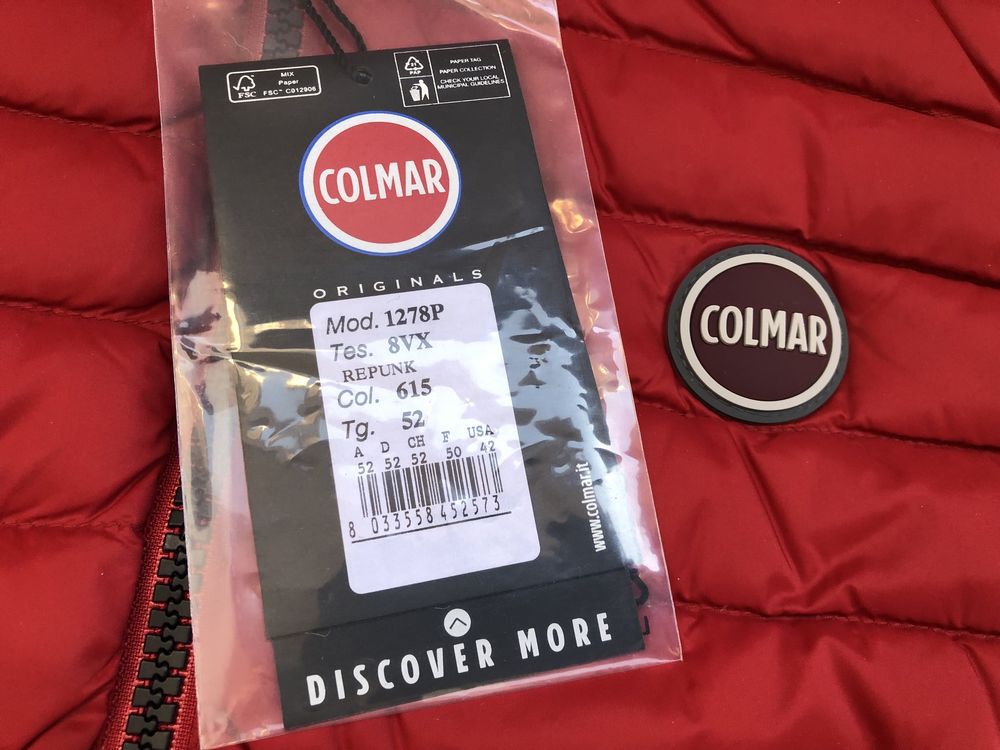 MIX
Paper
FSC™ C012906
FSC
21
PAP
PAPER TAG
PAPER COLLECTION
CHECK YOUR LOCAL
MUNICIPAL GUIDELINES
COLMAR
ORIGINALS
Mod. 1278P
Tes. 8VX
REPUNK
Col. 615
Tg. 52
A D CH F USA
52 52 52 50 42
8 033558 452573
www.colmar.it
DISCOVER MORE
COLMAR